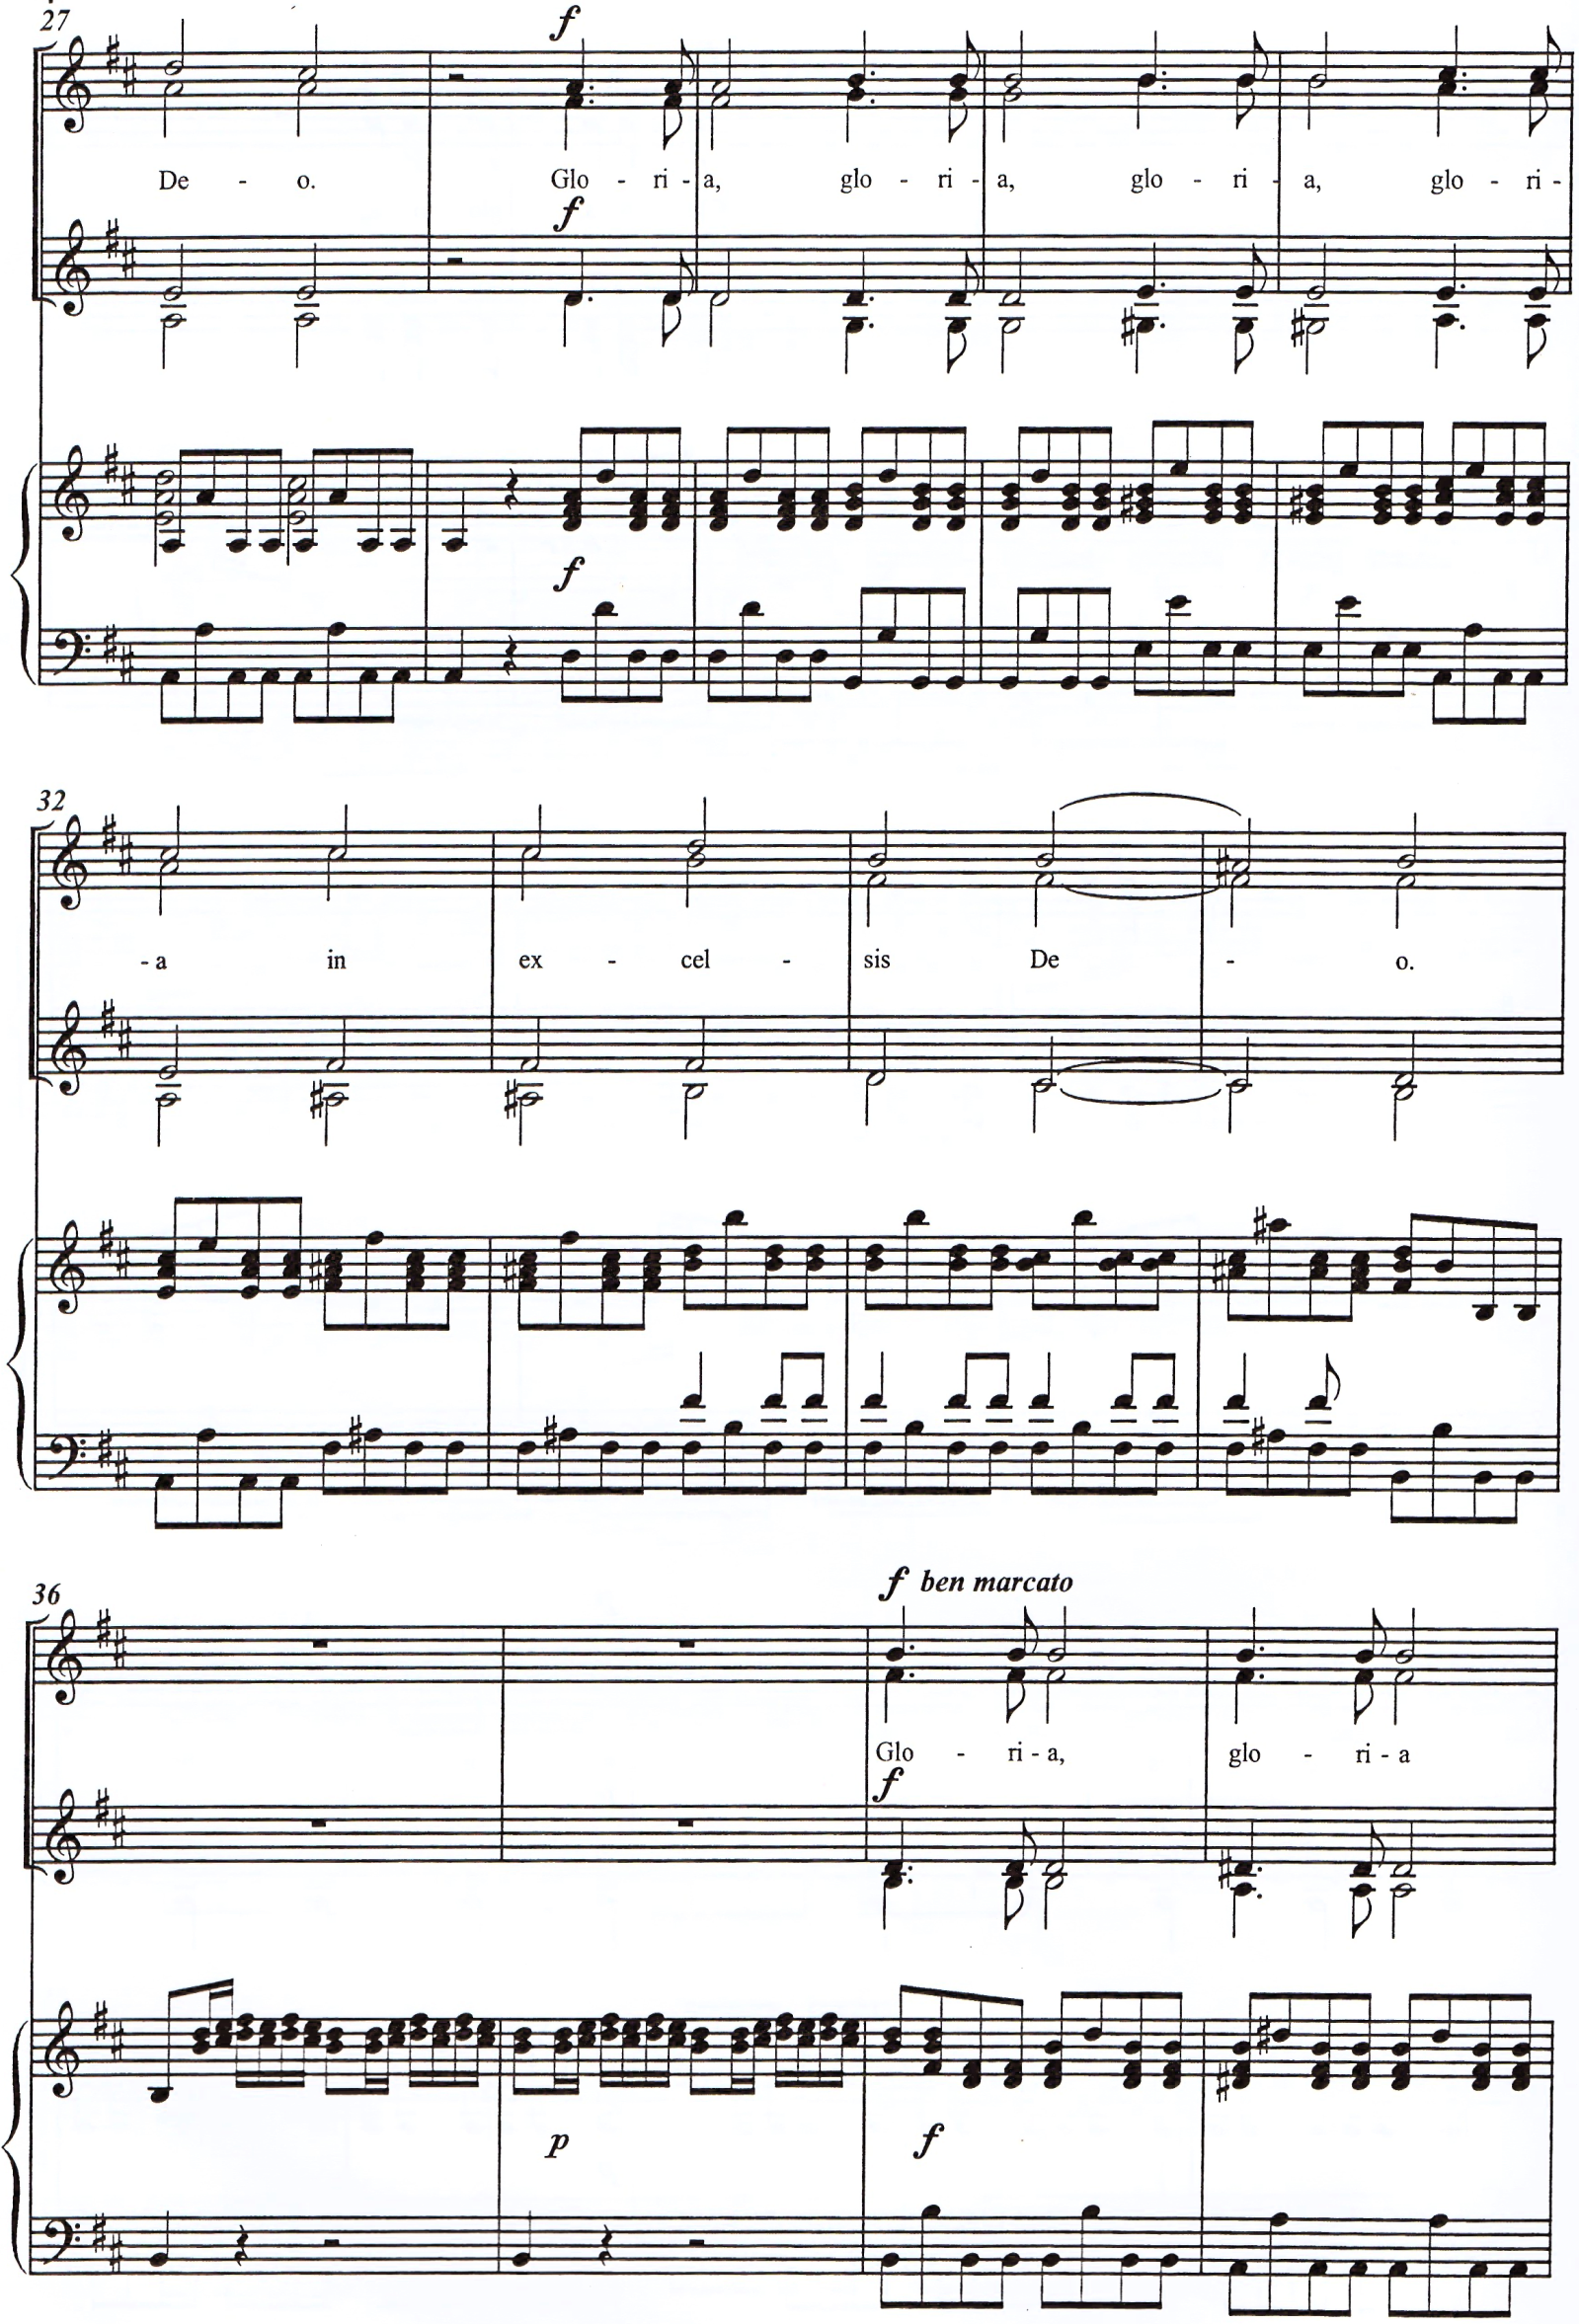 27
f
De - o. Glo - ri - a, glo - ri - a, glo - ri - a, glo - ri -
f
f
32
- a in ex - cel - sis De - o.
36
f ben marcato
Glo - ri - a, glo - ri - a
f
p f